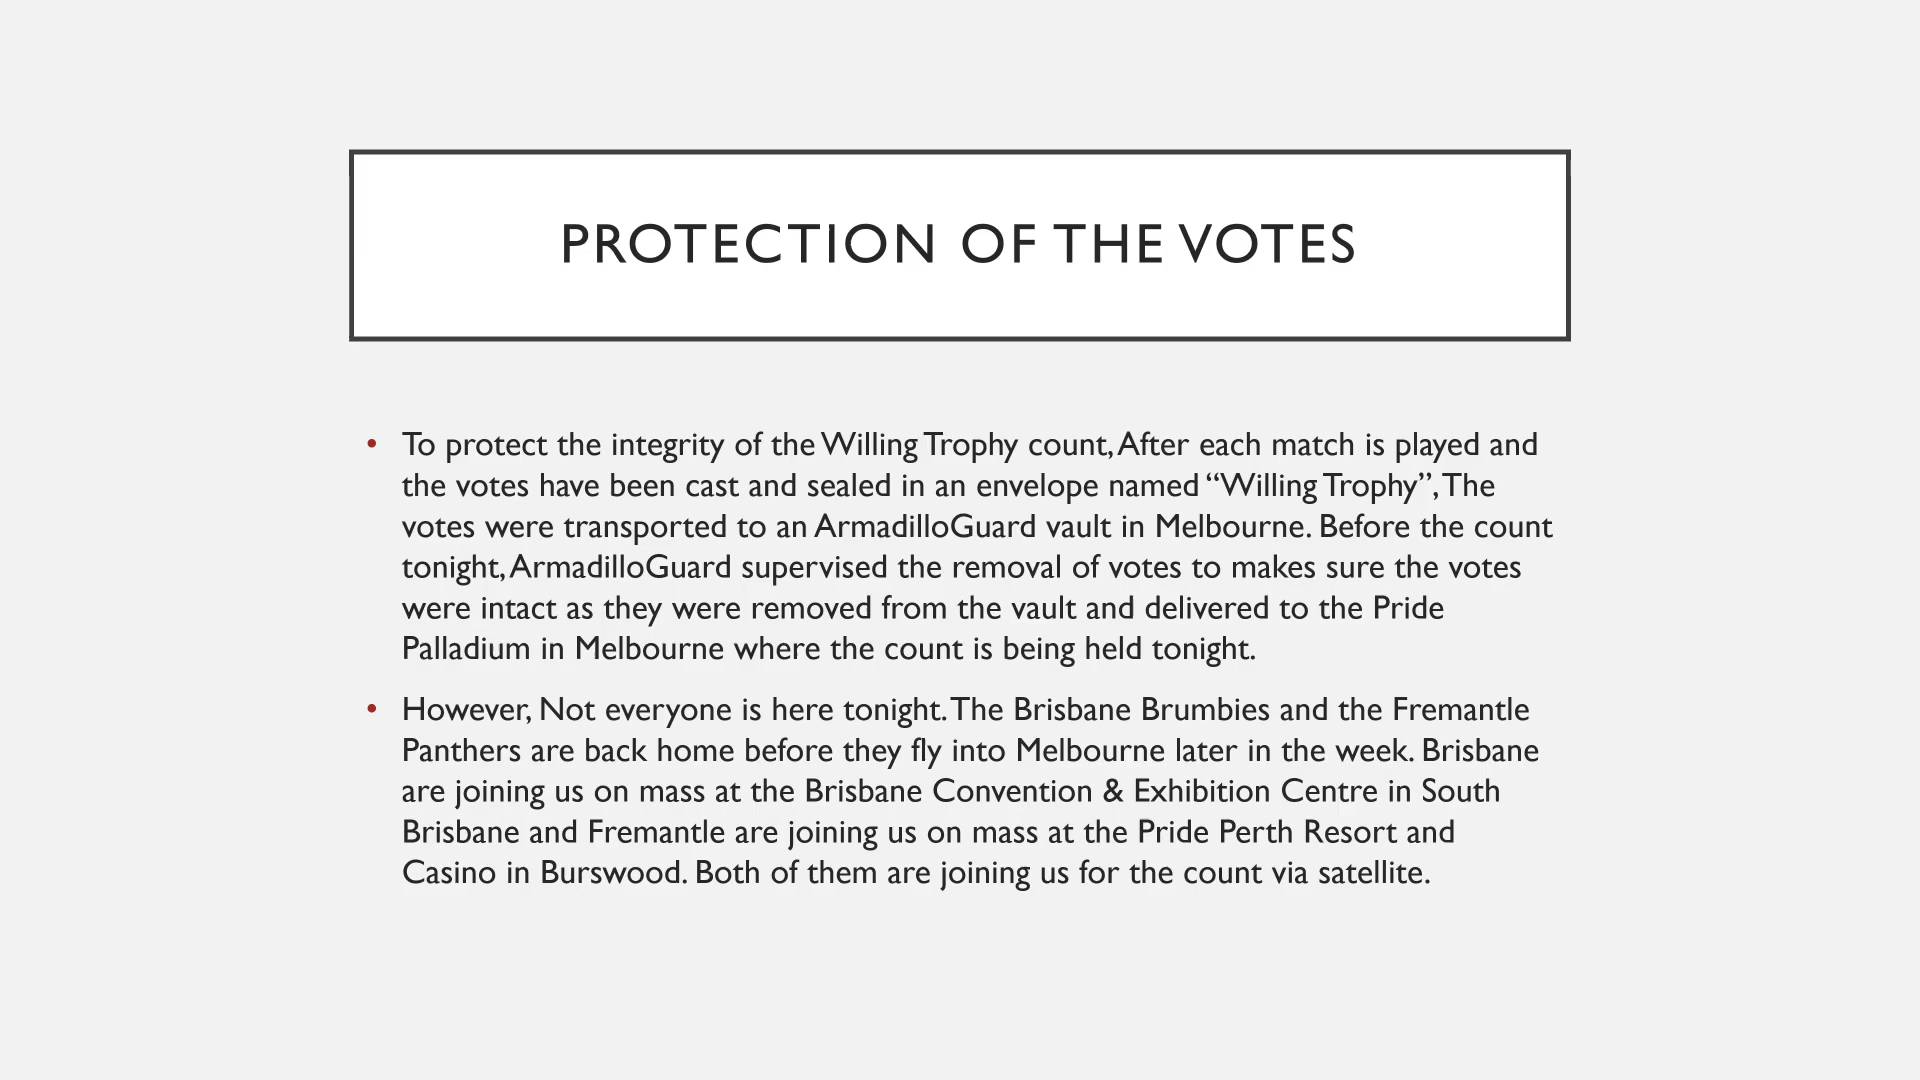 PROTECTION OF THE VOTES
• To protect the integrity of the Willing Trophy count, After each match is played and
the votes have been cast and sealed in an envelope named “Willing Trophy”, The
votes were transported to an ArmadilloGuard vault in Melbourne. Before the count
tonight, ArmadilloGuard supervised the removal of votes to makes sure the votes
were intact as they were removed from the vault and delivered to the Pride
Palladium in Melbourne where the count is being held tonight.
• However, Not everyone is here tonight. The Brisbane Brumbies and the Fremantle
Panthers are back home before they fly into Melbourne later in the week. Brisbane
are joining us on mass at the Brisbane Convention & Exhibition Centre in South
Brisbane and Fremantle are joining us on mass at the Pride Perth Resort and
Casino in Burswood. Both of them are joining us for the count via satellite.